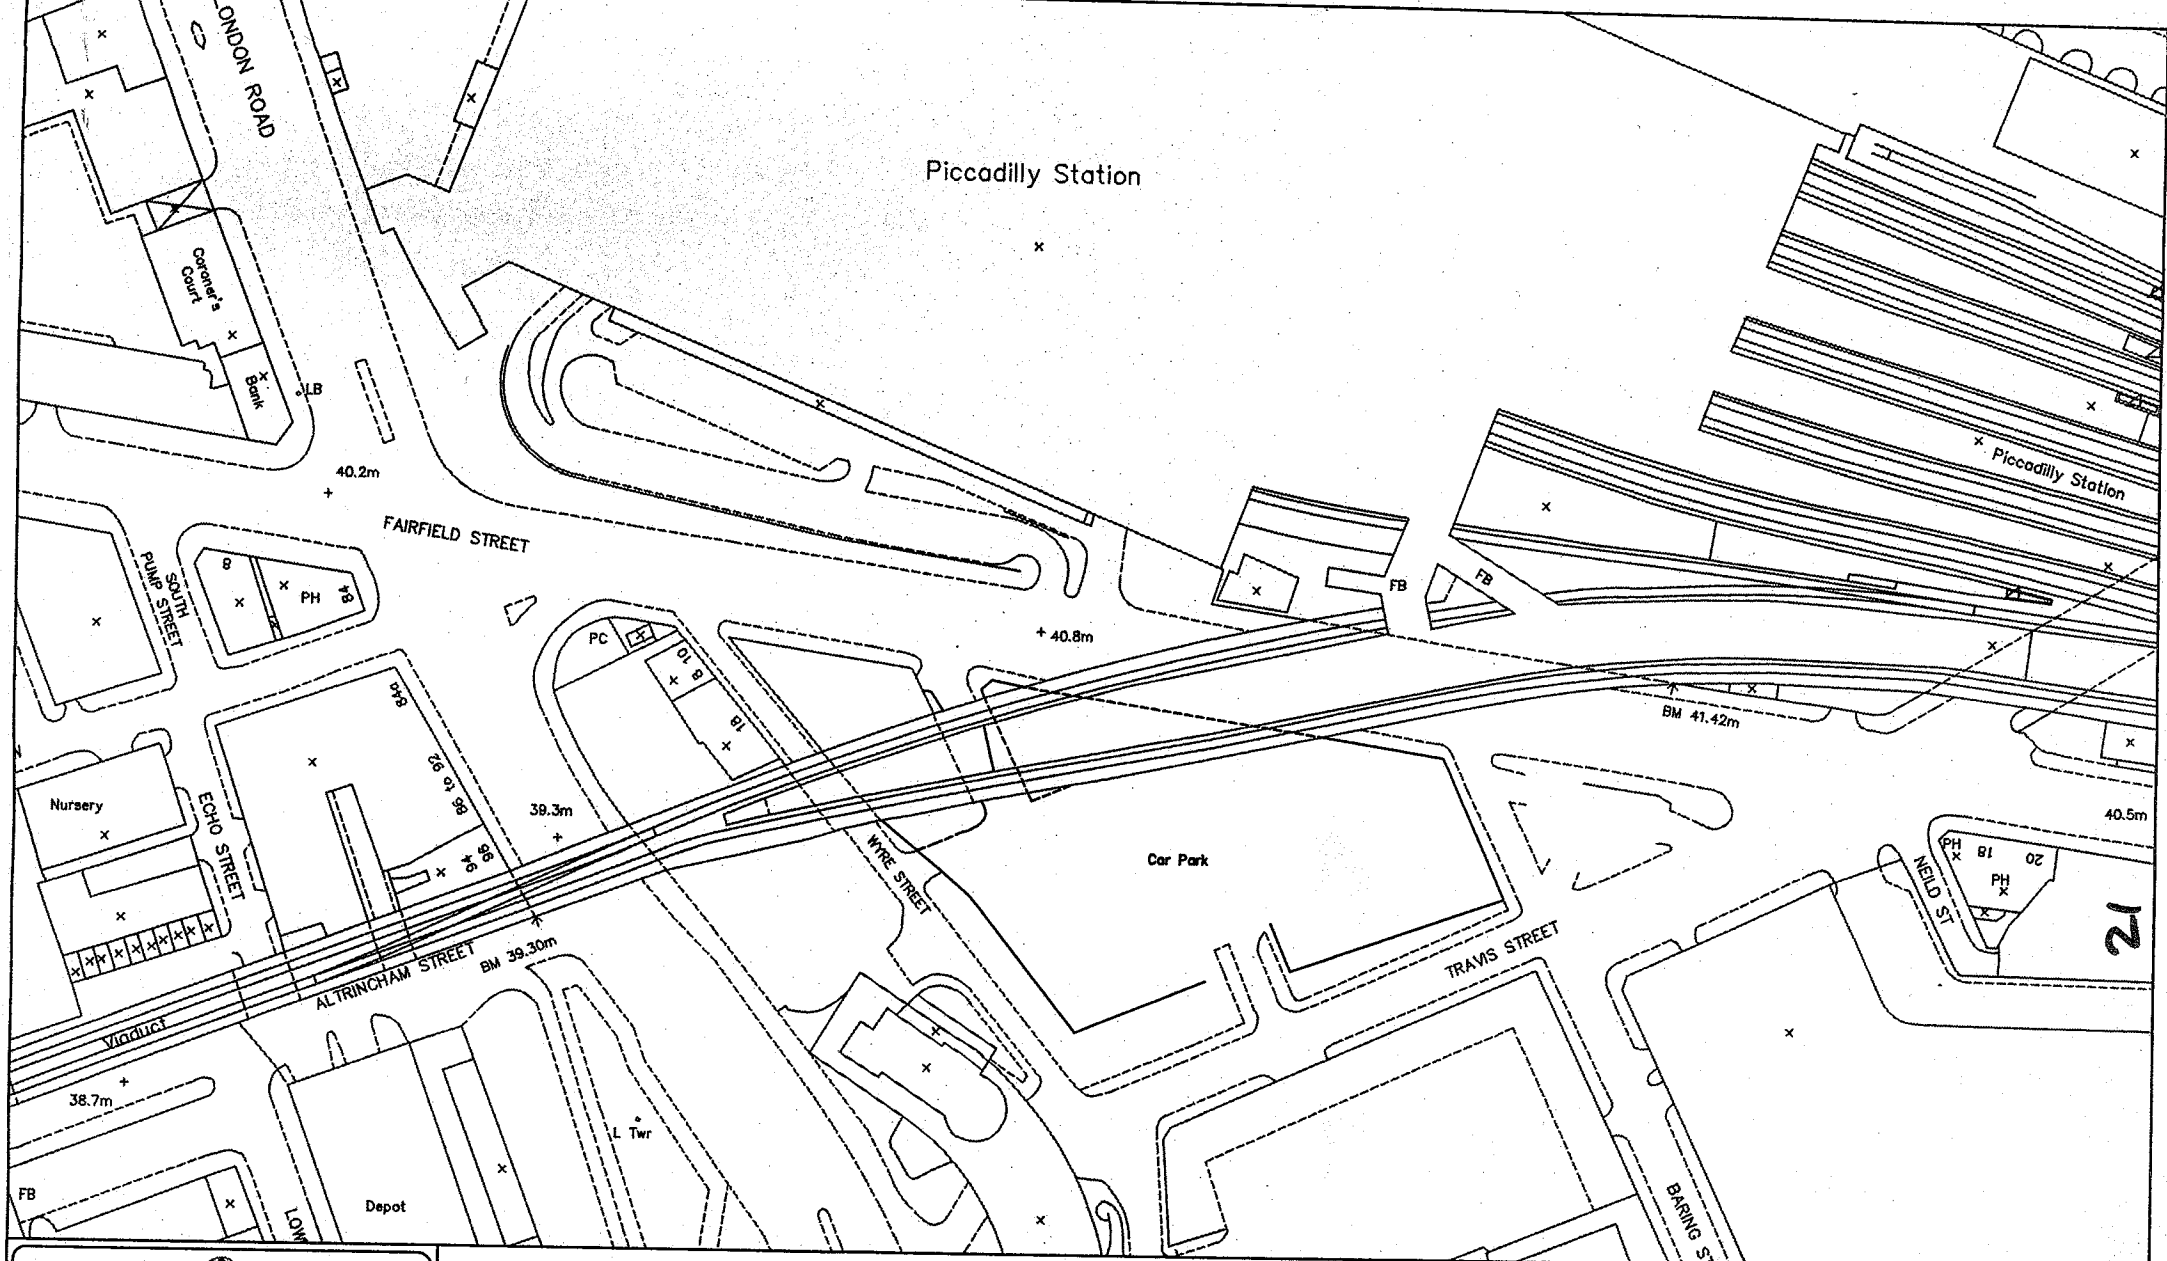 LONDON ROAD
Piccadilly Station
Coroner's
Court
Bank
LB
40.2m
FAIRFIELD STREET
Piccadilly Station
SOUTH
PUMP STREET
8
PH
84
FB
FB
PC
8 10
18
40.8m
BM 41.42m
84a
86 to 92
94
96
39.3m
Nursery
ECHO STREET
WYRE STREET
Car Park
40.5m
PH
18
20
PH
NEILD ST
21
TRAVIS STREET
ALTRINCHAM STREET
BM 39.30m
Viaduct
38.7m
L Twr
FB
Depot
LOW
BARING ST